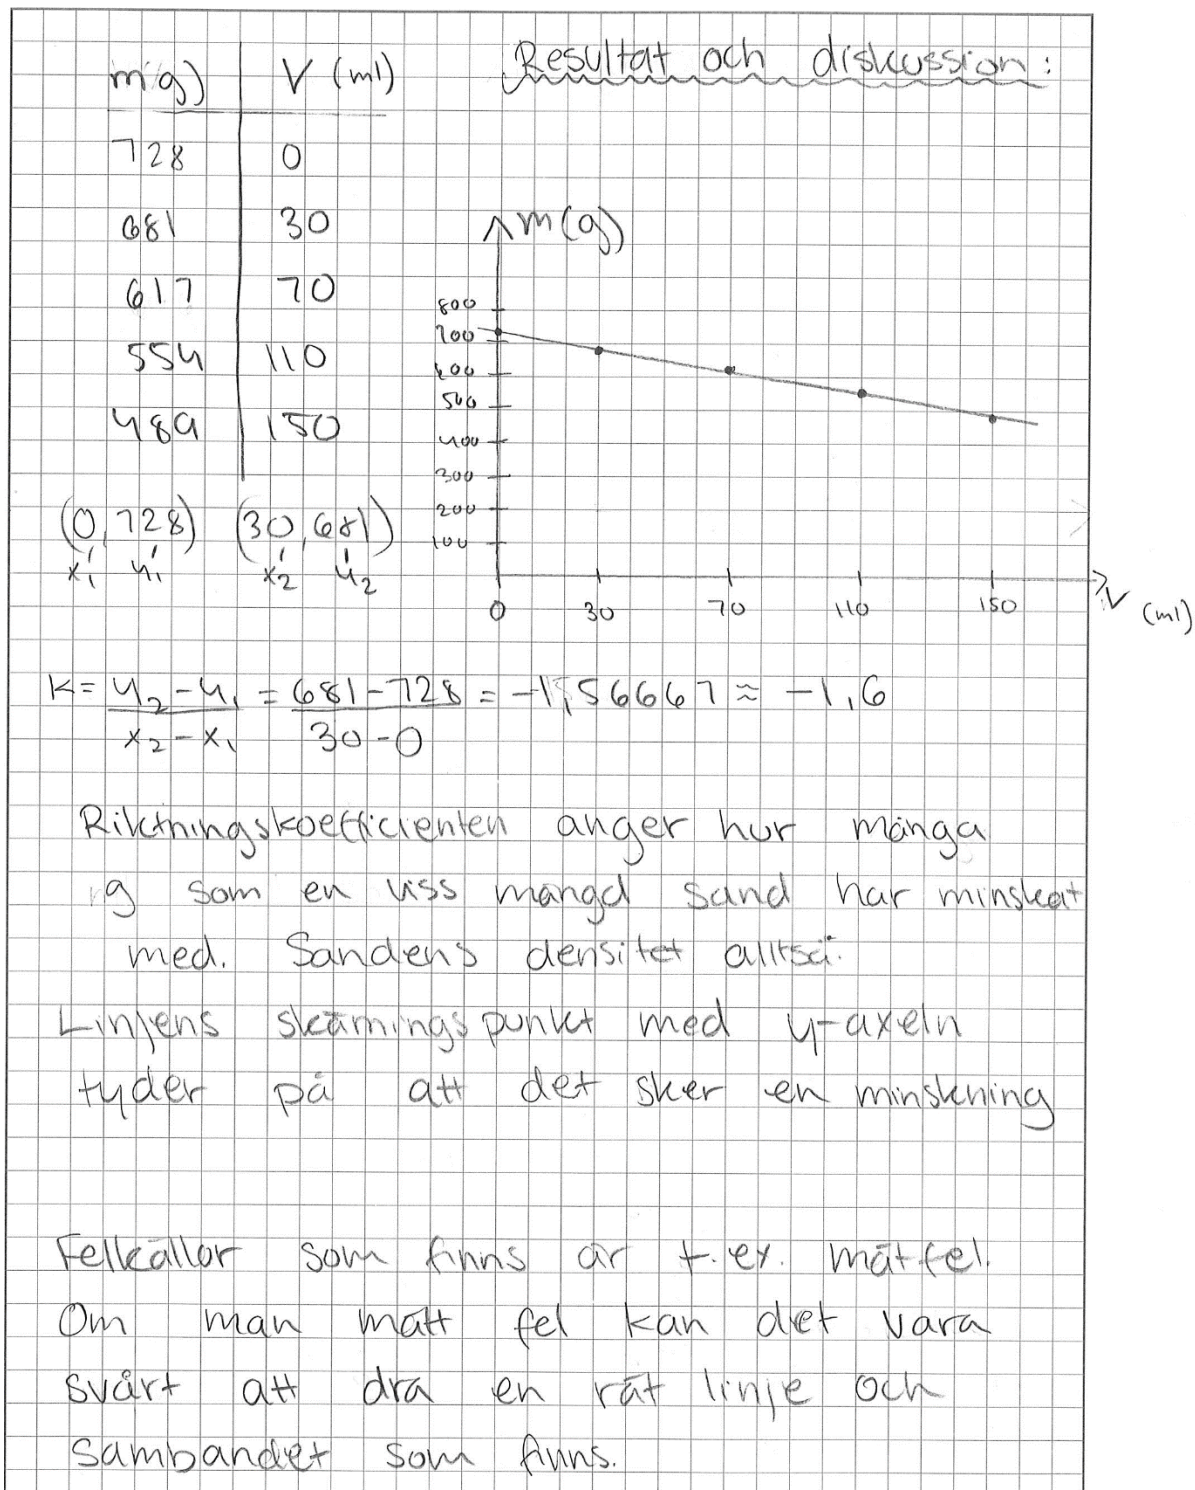 Resultat och diskussion:
m(g) V (ml)
728 0
681 30
617 70
554 110
489 150
m(g)
800
700
600
500
400
300
200
100
0 30 70 110 150
V (ml)
(0,728) (30,681)
x₁ y₁ x₂ y₂
K = y₂-y₁ / x₂-x₁ = 681-728 / 30-0 = -1,56667 ≈ -1,6
Riktningskoefficienten anger hur många
g som en viss mängd sand har minskat
med. Sandens densitet alltså.
Linjens skärningspunkt med y-axeln
tyder på att det sker en minskning
Felkällor som finns är t.ex. mätfel.
Om man mätt fel kan det vara
svårt att dra en rät linje och
sambandet som finns.